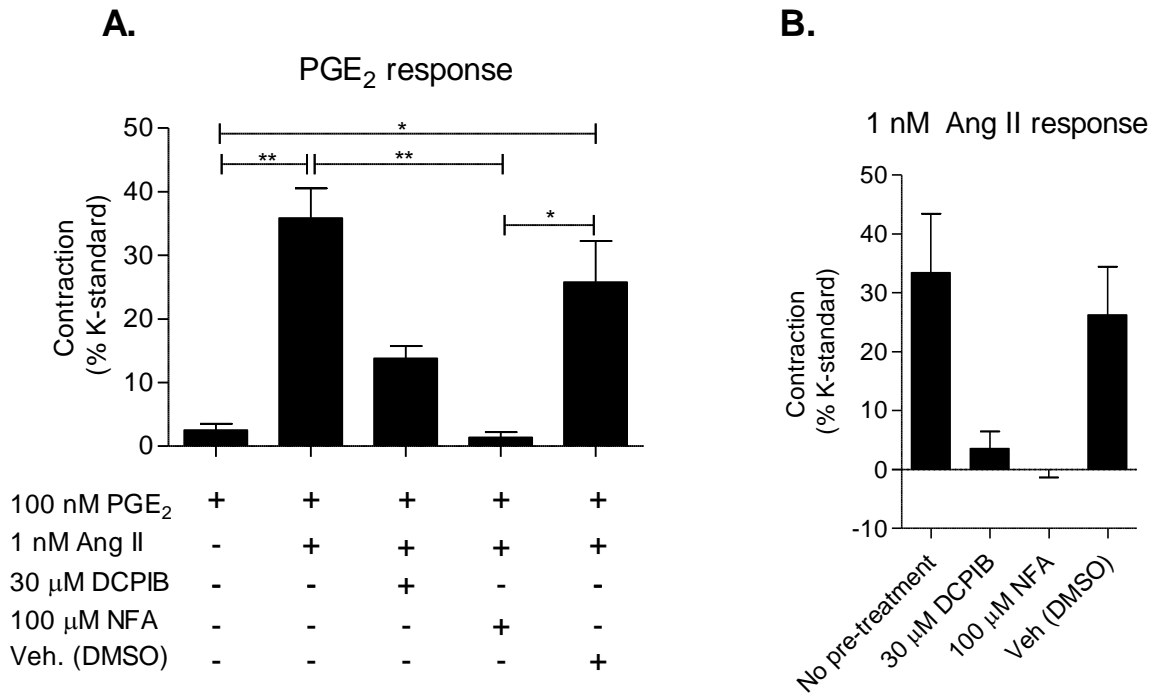 A.
PGE₂ response
Contraction
(% K-standard)
50
40
30
20
10
0
*
**
**
*
100 nM PGE₂ + + + + +
1 nM Ang II - + + + +
30 μM DCPIB - - + - -
100 μM NFA - - - + -
Veh. (DMSO) - - - - +
B.
1 nM Ang II response
Contraction
(% K-standard)
50
40
30
20
10
0
-10
No pre-treatment
30 μM DCPIB
100 μM NFA
Veh (DMSO)